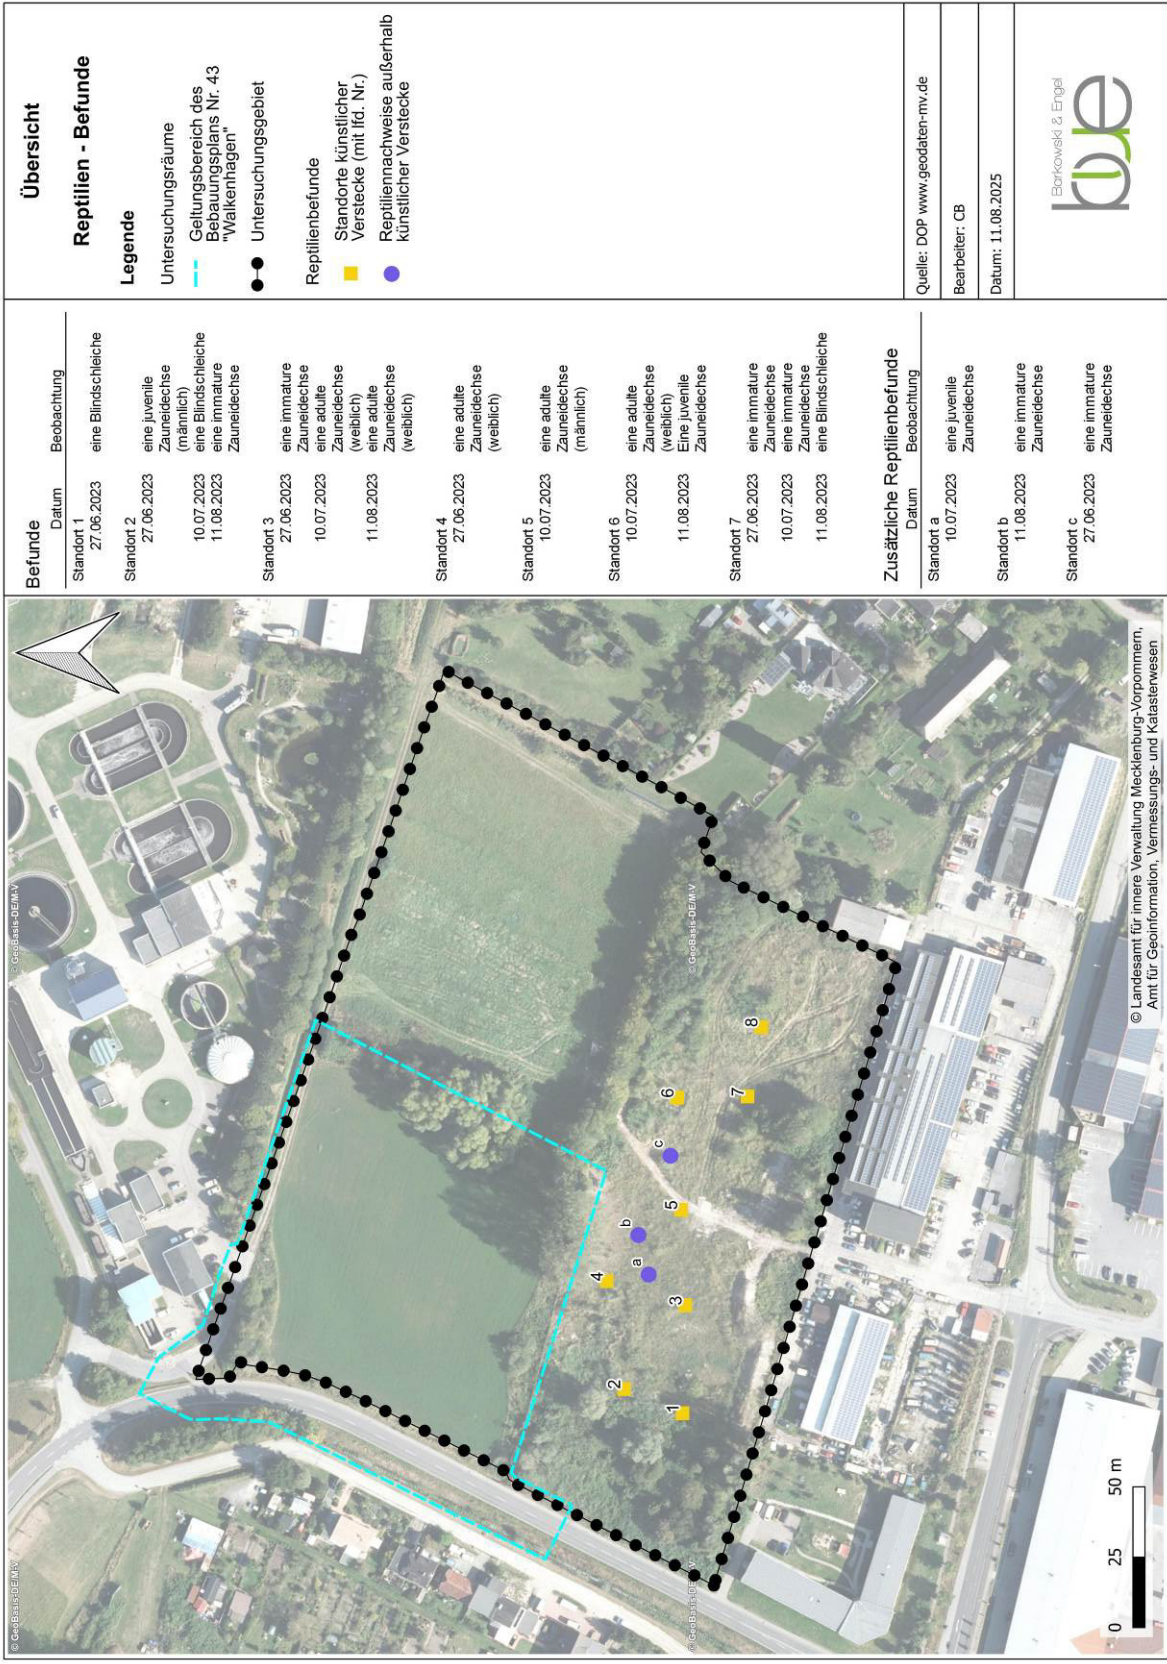 Übersicht
Reptilien - Befunde
Legende
Untersuchungsräume
Geltungsbereich des
Bebauungsplans Nr. 43
"Walkenhagen"
Untersuchungsgebiet
Reptilienbefunde
Standorte künstlicher
Verstecke (mit lfd. Nr.)
Reptiliennachweise außerhalb
künstlicher Verstecke
Quelle: DOP www.geodaten-mv.de
Bearbeiter: CB
Datum: 11.08.2025
Barkowski & Engel
bue
Befunde
Datum Beobachtung
Standort 1
27.06.2023 eine Blindschleiche
Standort 2
27.06.2023 eine juvenile
Zauneidechse
(männlich)
10.07.2023 eine Blindschleiche
11.08.2023 eine immature
Zauneidechse
Standort 3
27.06.2023 eine immature
Zauneidechse
10.07.2023 eine adulte
Zauneidechse
(weiblich)
11.08.2023 eine adulte
Zauneidechse
(weiblich)
Standort 4
27.06.2023 eine adulte
Zauneidechse
(weiblich)
Standort 5
10.07.2023 eine adulte
Zauneidechse
(männlich)
Standort 6
10.07.2023 eine adulte
Zauneidechse
(weiblich)
11.08.2023 Eine juvenile
Zauneidechse
Standort 7
27.06.2023 eine immature
Zauneidechse
10.07.2023 eine immature
Zauneidechse
11.08.2023 eine Blindschleiche
Zusätzliche Reptilienbefunde
Datum Beobachtung
Standort a
10.07.2023 eine juvenile
Zauneidechse
Standort b
11.08.2023 eine immature
Zauneidechse
Standort c
27.06.2023 eine immature
Zauneidechse
© GeoBasis-DE/M-V
© GeoBasis-DE/M-V
© GeoBasis-DE/M-V
© GeoBasis-DE/M-V
1
2
3
4
5
6
7
8
a
b
c
0 25 50 m
© Landesamt für innere Verwaltung Mecklenburg-Vorpommern,
Amt für Geoinformation, Vermessungs- und Katasterwesen